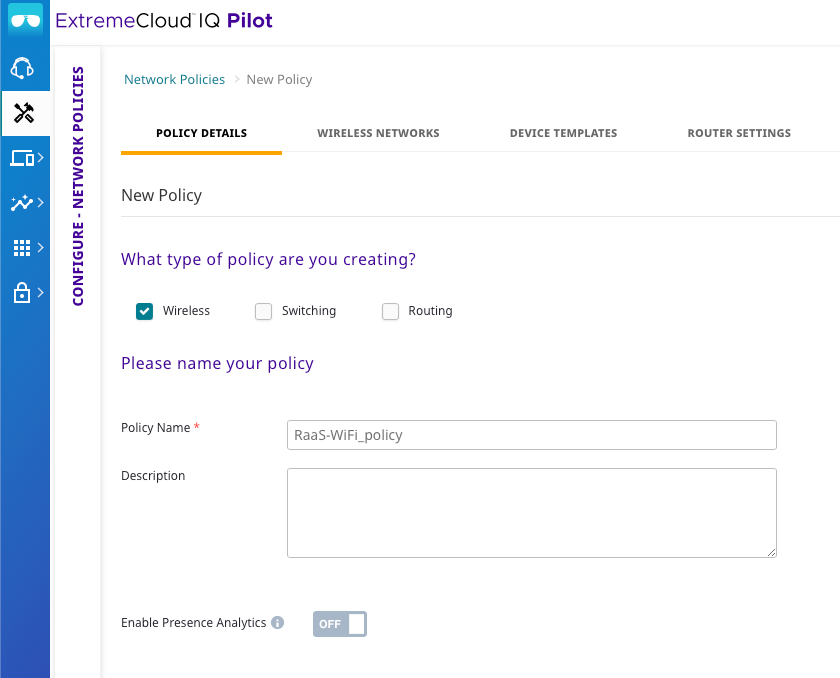 ExtremeCloud™ IQ Pilot
CONFIGURE - NETWORK POLICIES
Network Policies > New Policy
POLICY DETAILS WIRELESS NETWORKS DEVICE TEMPLATES ROUTER SETTINGS
New Policy
What type of policy are you creating?
Wireless Switching Routing
Please name your policy
Policy Name * RaaS-WiFi_policy
Description
Enable Presence Analytics OFF